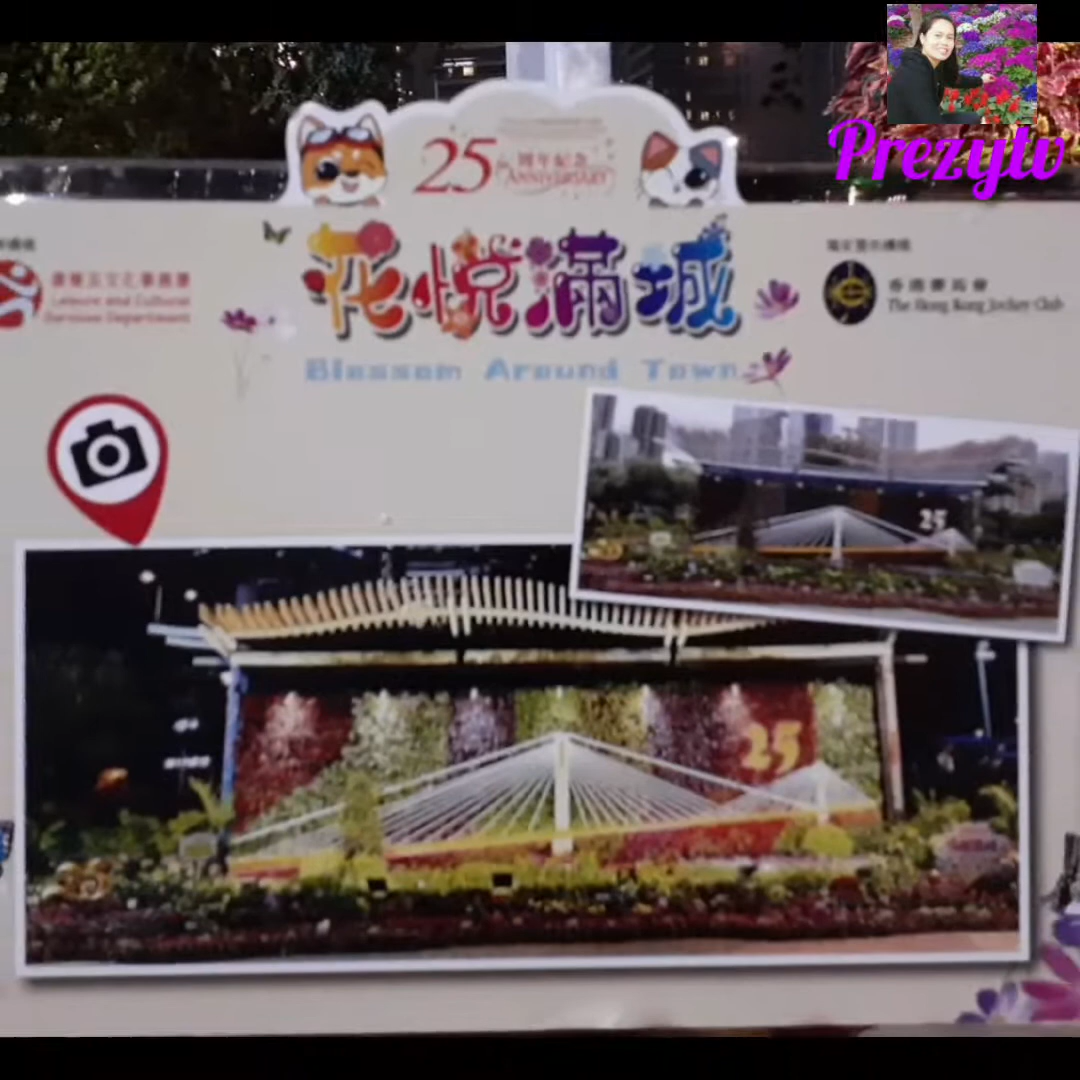 Prezytv
25
周年紀念
ANNIVERSARY
花悅滿城
Blossom Around Town
康樂及文化事務署
Leisure and Cultural
Services Department
香港賽馬會
The Hong Kong Jockey Club
25
25